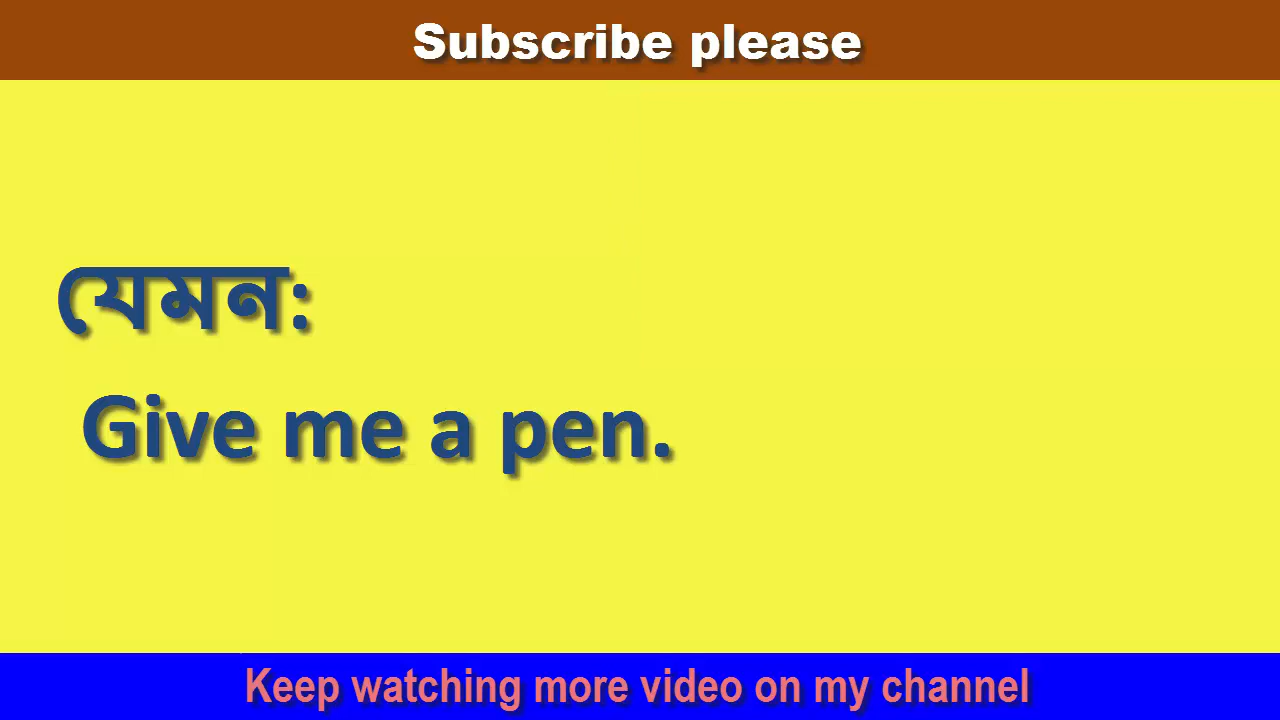 Subscribe please
যেমন:
Give me a pen.
Keep watching more video on my channel